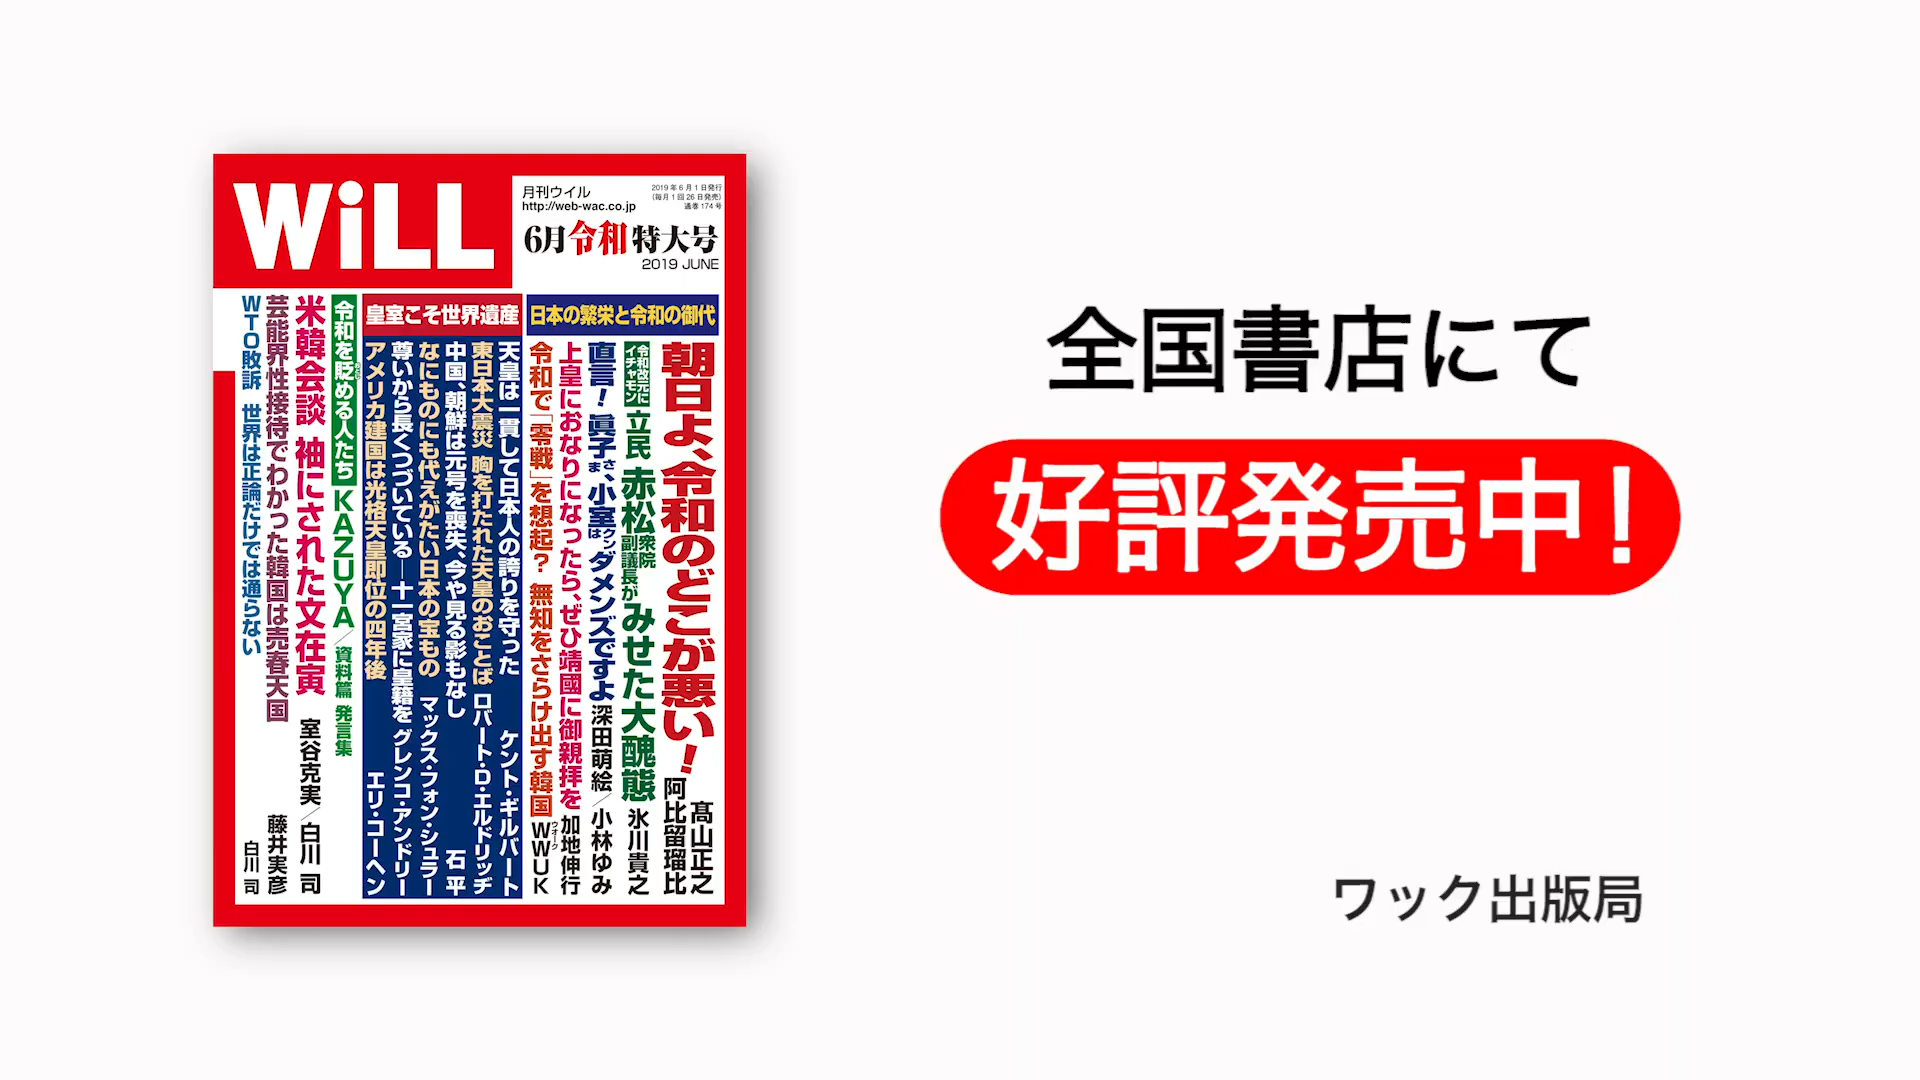 WiLL
月刊ウイル
http://web-wac.co.jp
2019年6月1日発行
(毎月1回26日発売)
通巻174号
6月令和特大号
2019 JUNE
日本の繁栄と令和の御代
朝日よ、令和のどこが悪い！
髙山正之
阿比留瑠比
令和改元にイチャモン
立民 赤松衆院副議長がみせた大醜態 氷川貴之
直言！眞子さま、小室クンはダメンズですよ 深田萌絵／小林ゆみ
上皇におなりになったら、ぜひ靖國に御親拝を 加地伸行
令和で「零戦」を想起？ 無知をさらけ出す韓国 WWUK ウオーク
皇室こそ世界遺産
天皇は一貫して日本人の誇りを守った ケント・ギルバート
東日本大震災 胸を打たれた天皇のおことば ロバート・D・エルドリッヂ
中国、朝鮮は元号を喪失、今や見る影もなし 石平
なにものにも代えがたい日本の宝もの マックス・フォン・シュラー
尊いから長くつづいている─十一宮家に皇籍を グレンコ・アンドリー
アメリカ建国は光格天皇即位の四年後 エリ・コーヘン
令和を貶める人たち KAZUYA／資料篇 発言集
米韓会談 袖にされた文在寅 室谷克実／白川 司
芸能界性接待でわかった韓国は売春天国 藤井実彦
WTO敗訴 世界は正論だけでは通らない 白川 司
全国書店にて
好評発売中！
ワック出版局